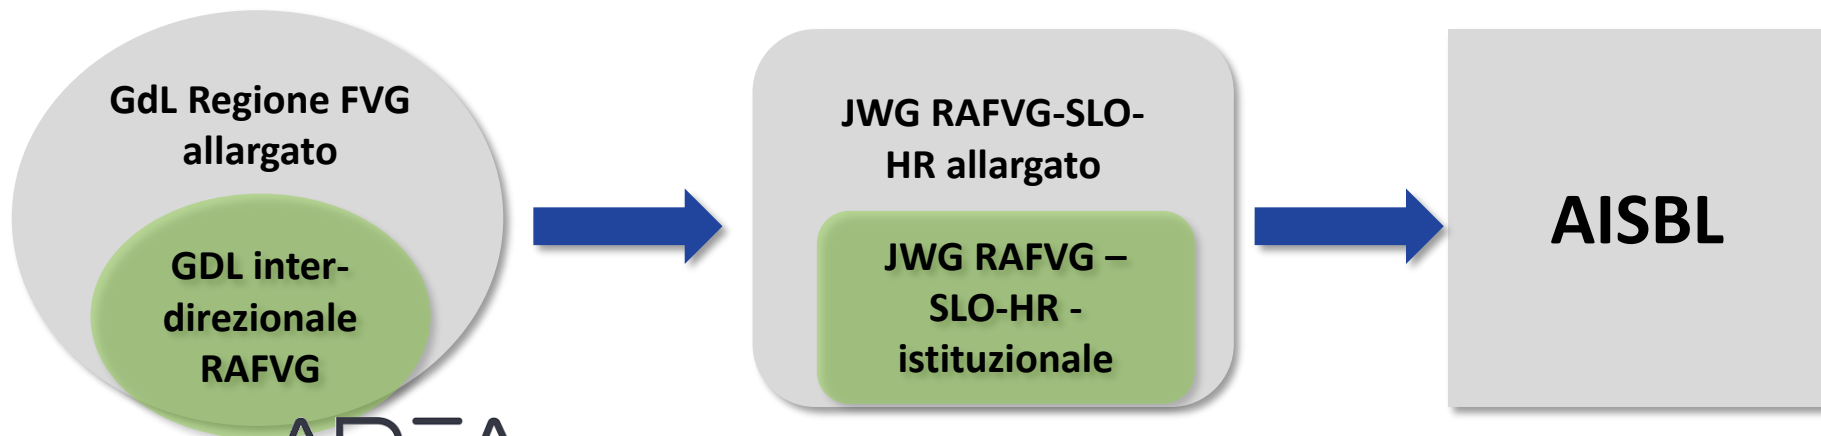 GdL Regione FVG
allargato
GDL inter-
direzionale
RAFVG
JWG RAFVG-SLO-
HR allargato
JWG RAFVG –
SLO-HR -
istituzionale
AISBL
AREA